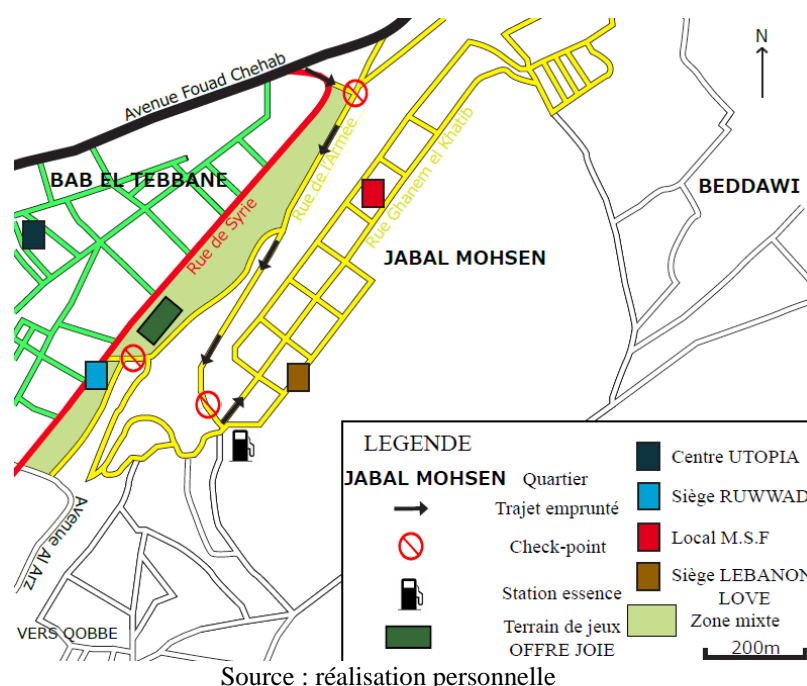 N
Avenue Fouad Chehab
BAB EL TEBBANE
Rue de Syrie
Rue de l'Armée
Rue Ghanem el Khatib
BEDDAWI
JABAL MOHSEN
Avenue Al Arz
VERS QOBBE
LEGENDE
JABAL MOHSEN Quartier
Trajet emprunté
Check-point
Station essence
Terrain de jeux
OFFRE JOIE
Centre UTOPIA
Siège RUWWAD
Local M.S.F
Siège LEBANON
LOVE
Zone mixte
200m
Source : réalisation personnelle